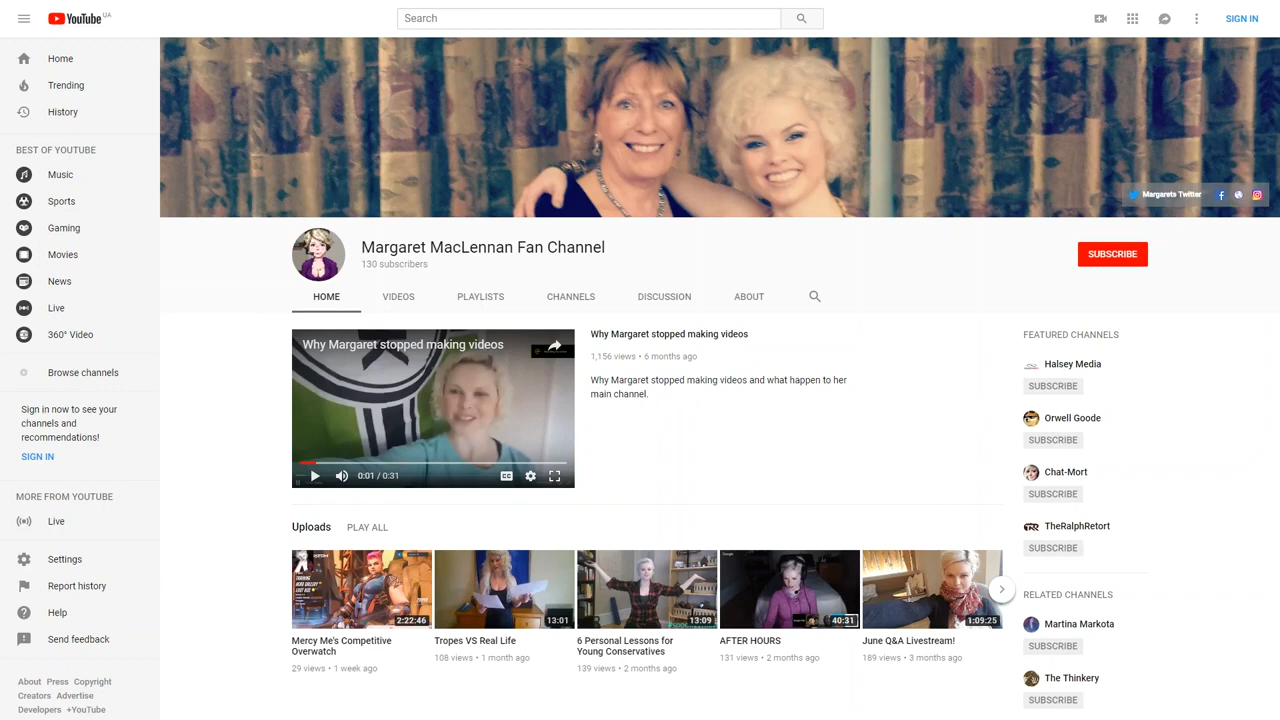 YouTube UA
Search
SIGN IN
Home
Trending
History
BEST OF YOUTUBE
Music
Sports
Gaming
Movies
News
Live
360° Video
Browse channels
Sign in now to see your
channels and
recommendations!
SIGN IN
MORE FROM YOUTUBE
Live
Settings
Report history
Help
Send feedback
About Press Copyright
Creators Advertise
Developers +YouTube
Margarets Twitter
Margaret MacLennan Fan Channel
130 subscribers
SUBSCRIBE
HOME VIDEOS PLAYLISTS CHANNELS DISCUSSION ABOUT
Why Margaret stopped making videos
0:01 / 0:31
CC
Why Margaret stopped making videos
1,156 views • 6 months ago
Why Margaret stopped making videos and what happen to her
main channel.
Uploads PLAY ALL
2:22:46
Mercy Me's Competitive
Overwatch
29 views • 1 week ago
13:01
Tropes VS Real Life
108 views • 1 month ago
13:09
6 Personal Lessons for
Young Conservatives
139 views • 2 months ago
40:31
AFTER HOURS
131 views • 2 months ago
1:09:25
June Q&A Livestream!
189 views • 3 months ago
FEATURED CHANNELS
Halsey Media
SUBSCRIBE
Orwell Goode
SUBSCRIBE
Chat-Mort
SUBSCRIBE
TheRalphRetort
SUBSCRIBE
RELATED CHANNELS
Martina Markota
SUBSCRIBE
The Thinkery
SUBSCRIBE